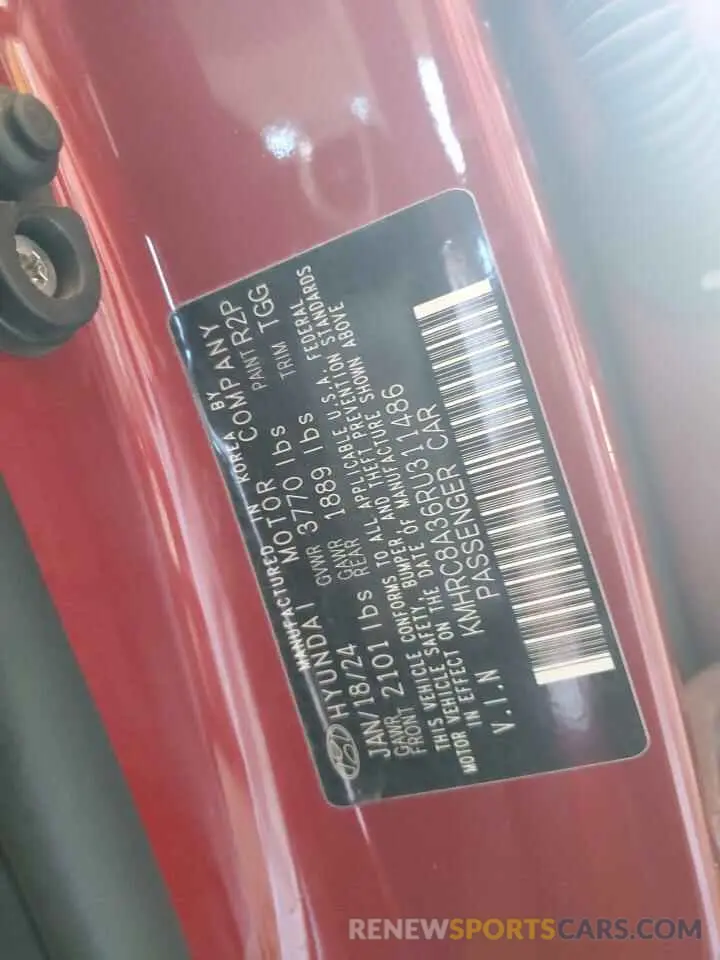 MANUFACTURED IN KOREA BY
HYUNDAI MOTOR COMPANY
JAN/18/24 GVWR 3770 lbs PAINT R2P
GAWR FRONT 2101 lbs GAWR REAR 1889 lbs TRIM TGG
THIS VEHICLE CONFORMS TO ALL APPLICABLE U.S.A. FEDERAL
MOTOR VEHICLE SAFETY, BUMPER, AND THEFT PREVENTION STANDARDS
IN EFFECT ON THE DATE OF MANUFACTURE SHOWN ABOVE
V.I.N KMHRC8A36RU311486
PASSENGER CAR
RENEWSPORTSCARS.COM